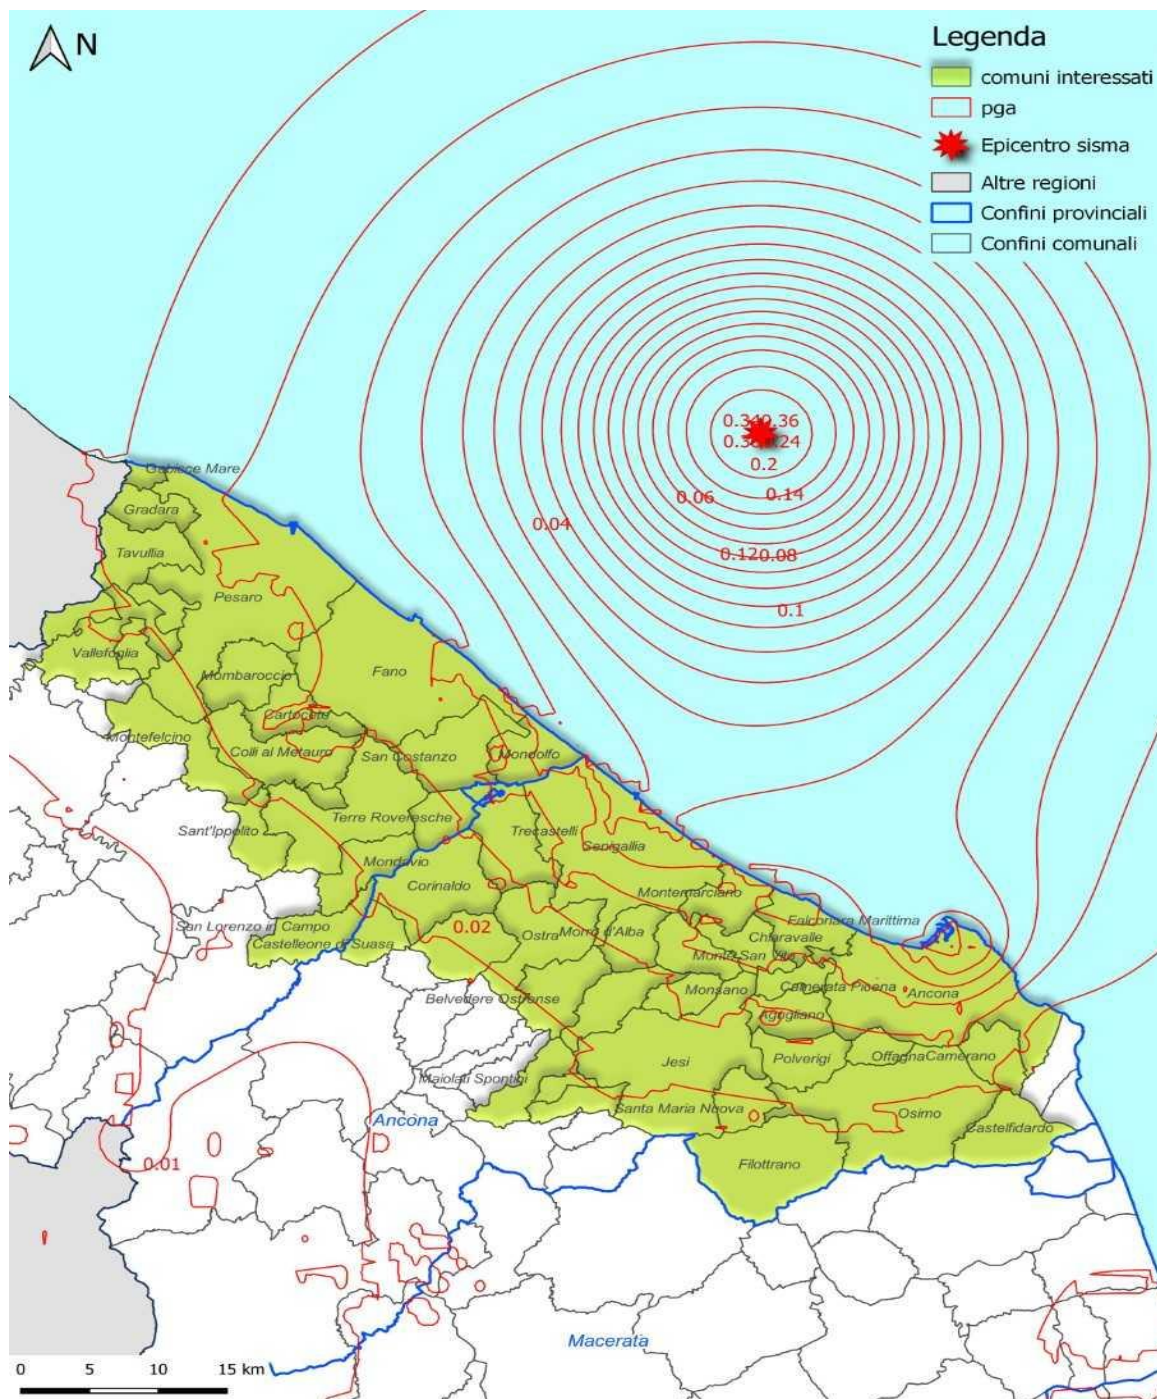 N
Legenda
comuni interessati
pga
Epicentro sisma
Altre regioni
Confini provinciali
Confini comunali
0.36
0.2
0.06
0.14
0.04
0.12
0.08
0.1
Gabicce Mare
Gradara
Tavullia
Pesaro
Vallefoglia
Mombaroccio
Fano
Cartoceto
Montefelcino
Colli al Metauro
San Costanzo
Mondolfo
Sant'Ippolito
Terre Roveresche
Trecastelli
Senigallia
Mondavio
Corinaldo
Montemarciano
San Lorenzo in Campo
0.02
Ostra
Morro d'Alba
Falconara Marittima
Chiaravalle
Castelleone di Suasa
Monte San Vito
Belvedere Ostrense
Monsano
Camerata Picena
Ancona
Agugliano
Jesi
Polverigi
Offagna
Camerano
Maiolati Spontini
Santa Maria Nuova
Osimo
Ancona
Castelfidardo
0.01
Filottrano
Macerata
0 5 10 15 km